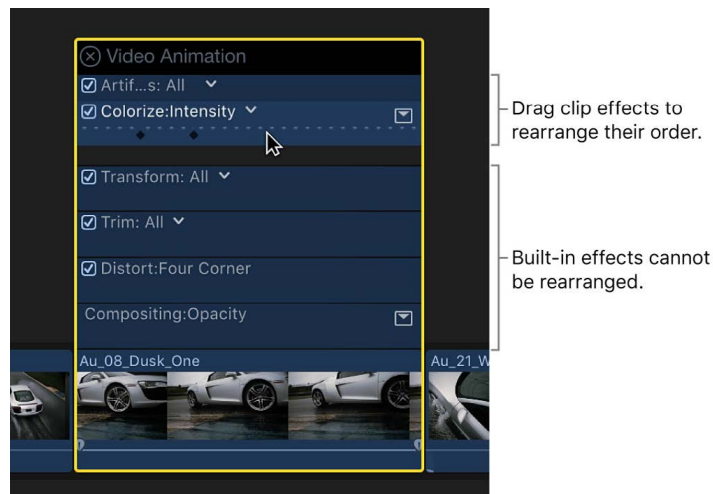 Video Animation
Artif...s: All
Colorize:Intensity
Drag clip effects to
rearrange their order.
Transform: All
Trim: All
Distort:Four Corner
Built-in effects cannot
be rearranged.
Compositing:Opacity
Au_08_Dusk_One
Au_21_W